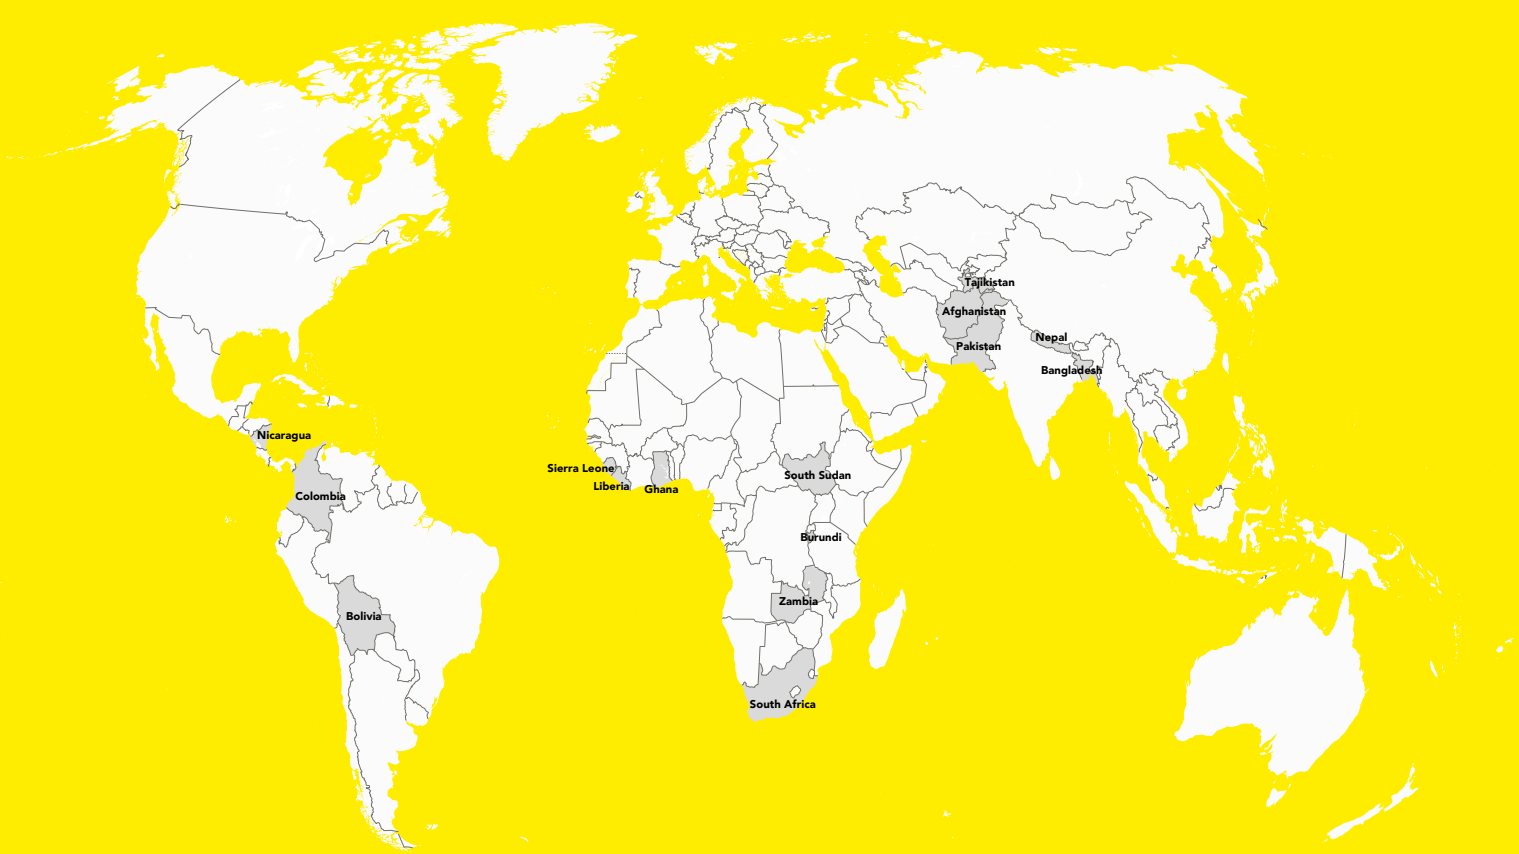 Tajikistan
Afghanistan
Nepal
Pakistan
Bangladesh
Nicaragua
Sierra Leone
South Sudan
Liberia
Ghana
Colombia
Burundi
Zambia
Bolivia
South Africa